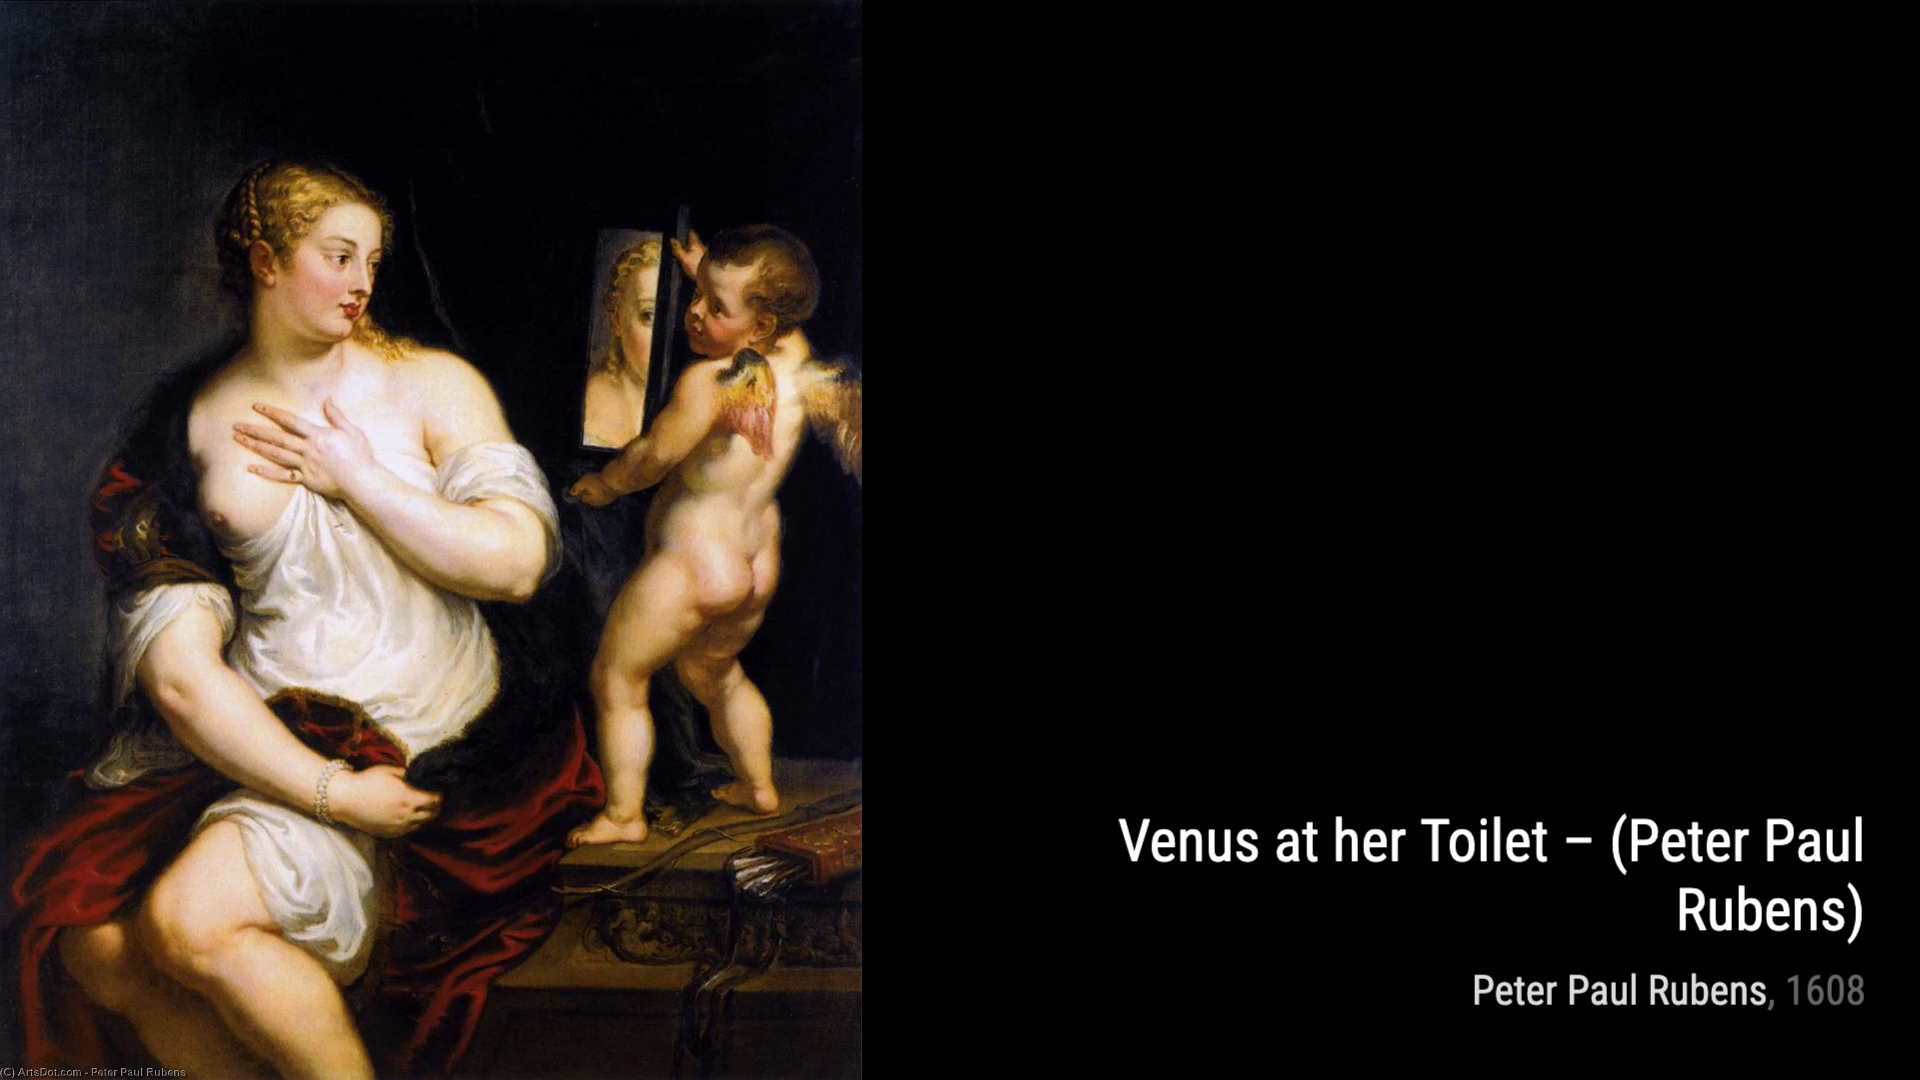 Venus at her Toilet – (Peter Paul
Rubens)
Peter Paul Rubens, 1608
(C) ArtsDot.com - Peter Paul Rubens